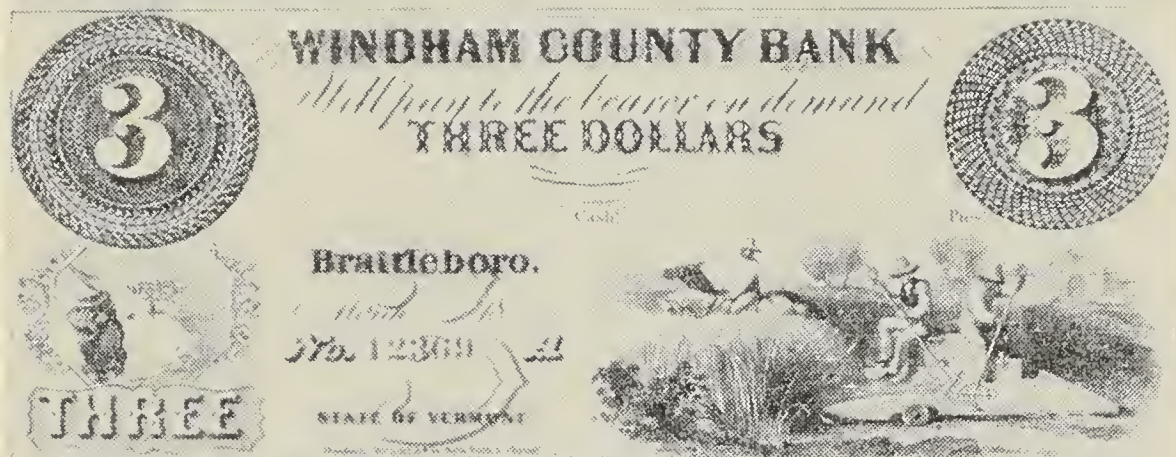 3
WINDHAM COUNTY BANK
3
Will pay to the bearer on demand
THREE DOLLARS
Cash.
Pres
Brattleboro.
No. 12369 A
THREE
STATE OF VERMONT